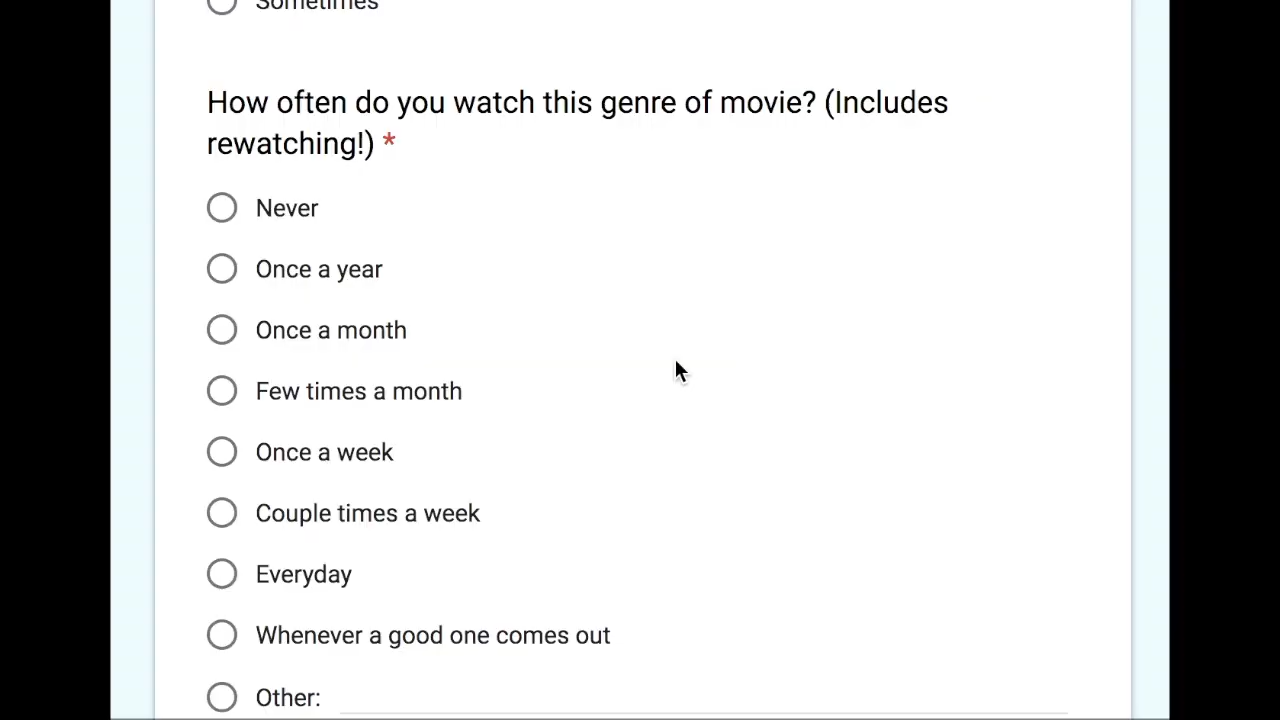 Sometimes
How often do you watch this genre of movie? (Includes
rewatching!) *
Never
Once a year
Once a month
Few times a month
Once a week
Couple times a week
Everyday
Whenever a good one comes out
Other: